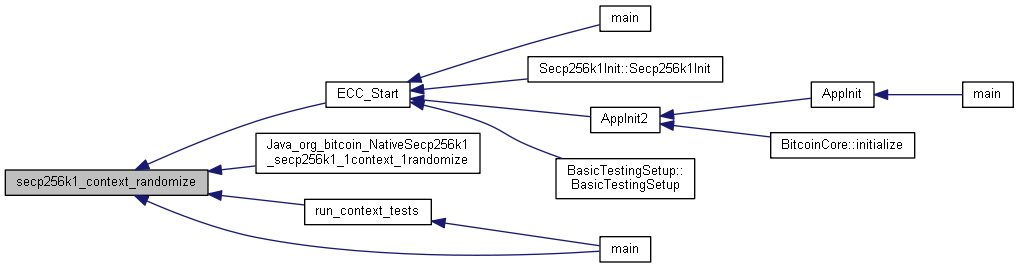 main
Secp256k1Init::Secp256k1Init
ECC_Start
AppInit
main
AppInit2
BitcoinCore::initialize
Java_org_bitcoin_NativeSecp256k1
_secp256k1_1context_1randomize
BasicTestingSetup::
BasicTestingSetup
secp256k1_context_randomize
run_context_tests
main